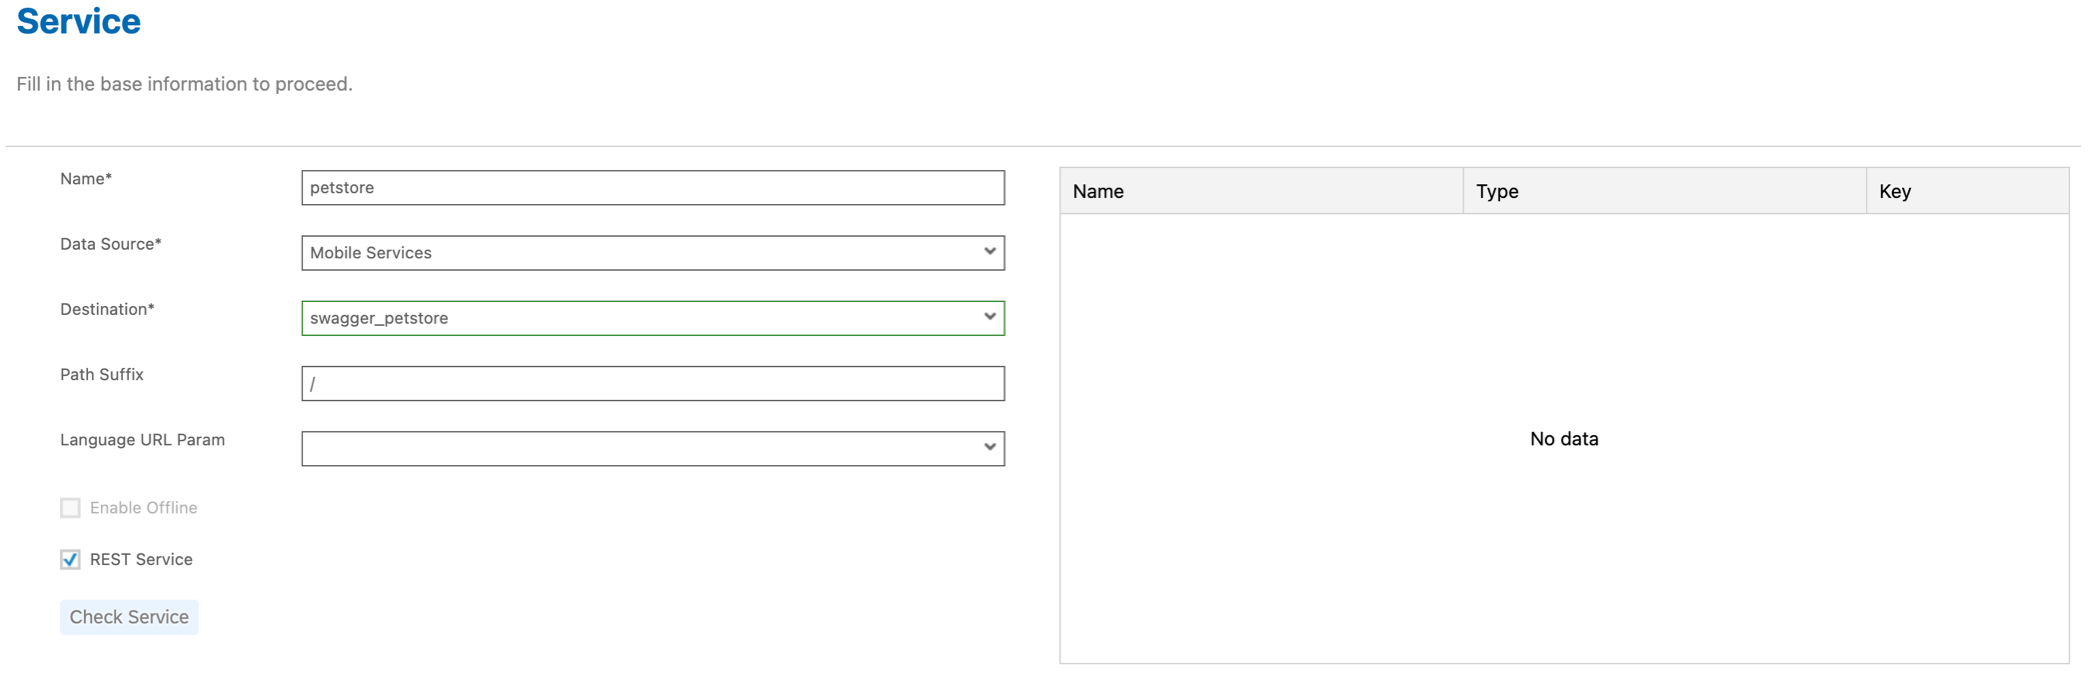 Service
Fill in the base information to proceed.
Name*
petstore
Data Source*
Mobile Services
Destination*
swagger_petstore
Path Suffix
/
Language URL Param
Enable Offline
REST Service
Check Service
Name Type Key
No data